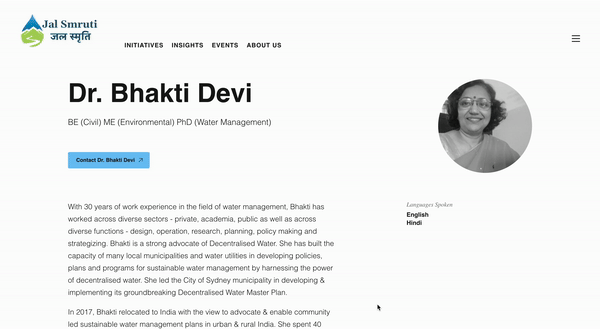 Jal Smruti
जल स्मृति
INITIATIVES INSIGHTS EVENTS ABOUT US
Dr. Bhakti Devi
BE (Civil) ME (Environmental) PhD (Water Management)
Contact Dr. Bhakti Devi
With 30 years of work experience in the field of water management, Bhakti has
worked across diverse sectors - private, academia, public as well as across
diverse functions - design, operation, research, planning, policy making and
strategizing. Bhakti is a strong advocate of Decentralised Water. She has built the
capacity of many local municipalities and water utilities in developing policies,
plans and programs for sustainable water management by harnessing the power
of decentralised water. She led the City of Sydney municipality in developing &
implementing its groundbreaking Decentralised Water Master Plan.
In 2017, Bhakti relocated to India with the view to advocate & enable community
led sustainable water management plans in urban & rural India. She spent 40
Languages Spoken
English
Hindi